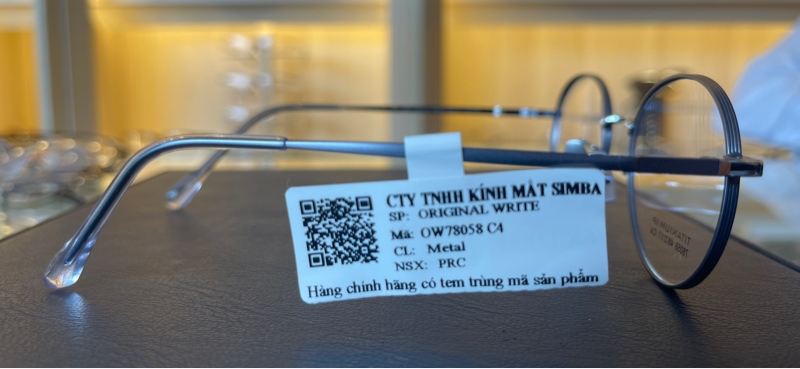 CTY TNHH KÍNH MẮT SIMBA
SP: ORIGINAL WRITE
Mã: OW78058 C4
CL: Metal
NSX: PRC
Hàng chính hãng có tem trùng mã sản phẩm
TITANIUM